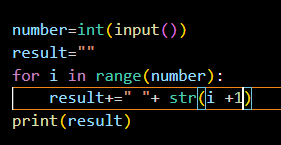 number=int(input())
result=""
for i in range(number):
    result+=" "+ str(i +1)
print(result)